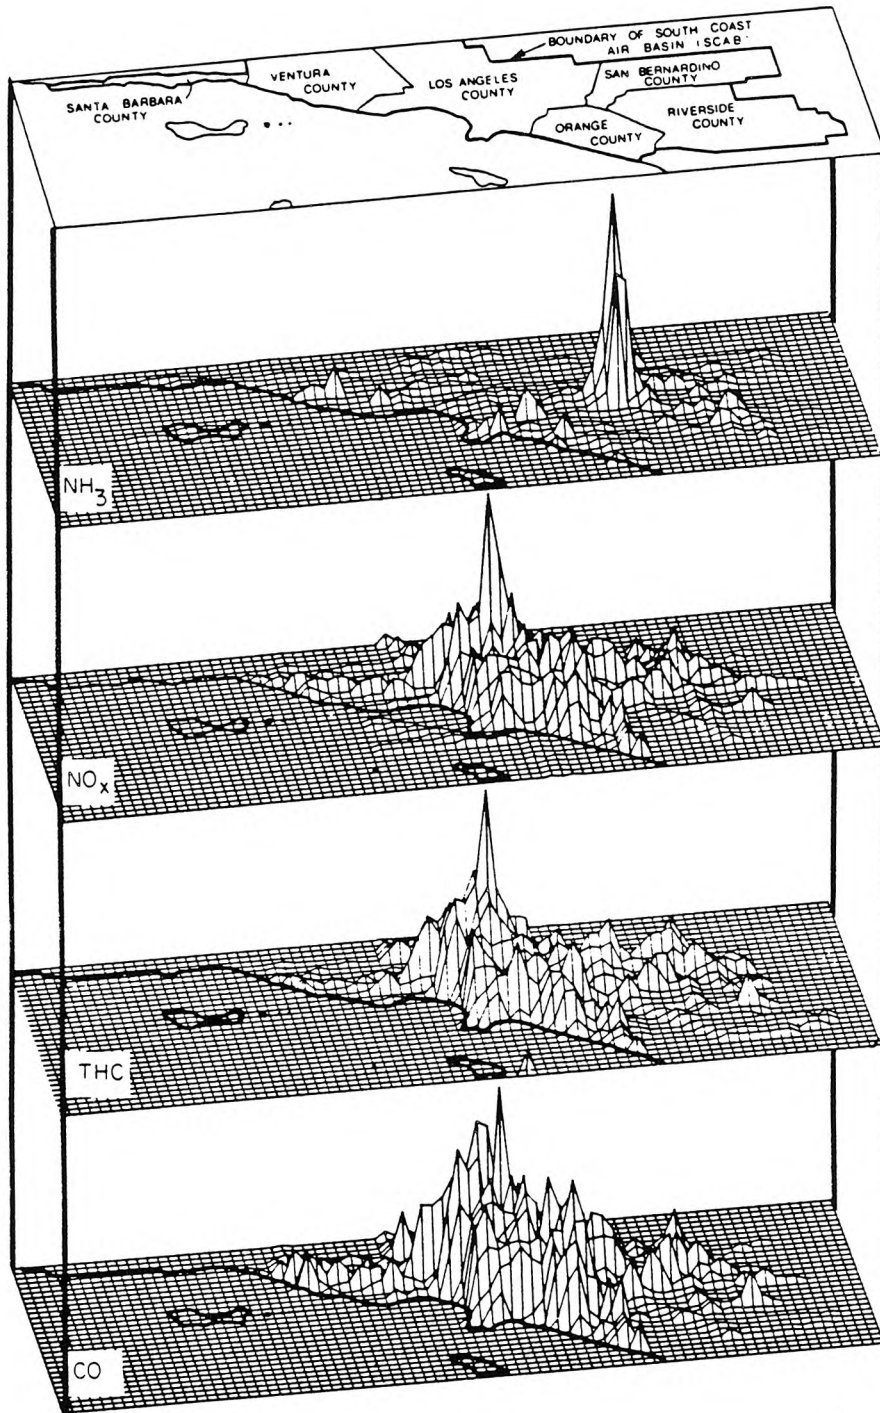 BOUNDARY OF SOUTH COAST
AIR BASIN (SCAB)
VENTURA
COUNTY
LOS ANGELES
COUNTY
SAN BERNARDINO
COUNTY
SANTA BARBARA
COUNTY
ORANGE
COUNTY
RIVERSIDE
COUNTY
NH₃
NOₓ
THC
CO